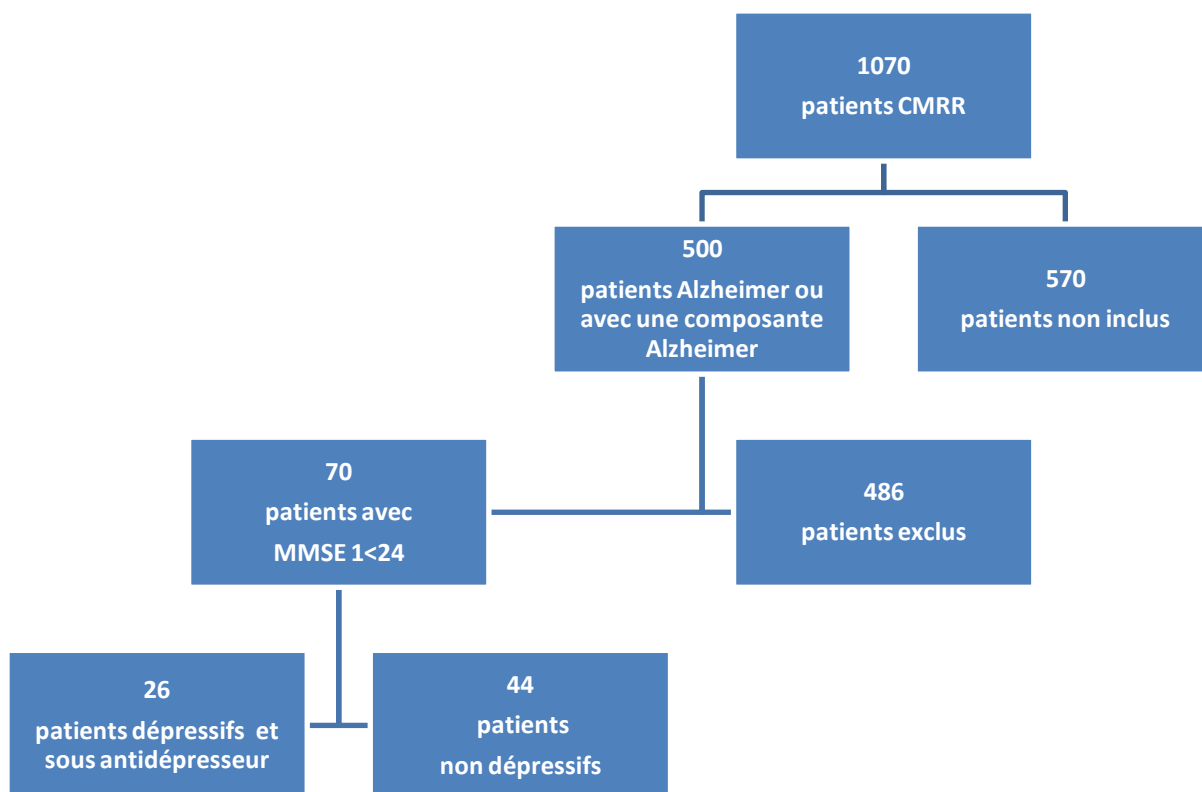 1070
patients CMRR
500
patients Alzheimer ou
avec une composante
Alzheimer
570
patients non inclus
70
patients avec
MMSE 1<24
486
patients exclus
26
patients dépressifs et
sous antidépresseur
44
patients
non dépressifs